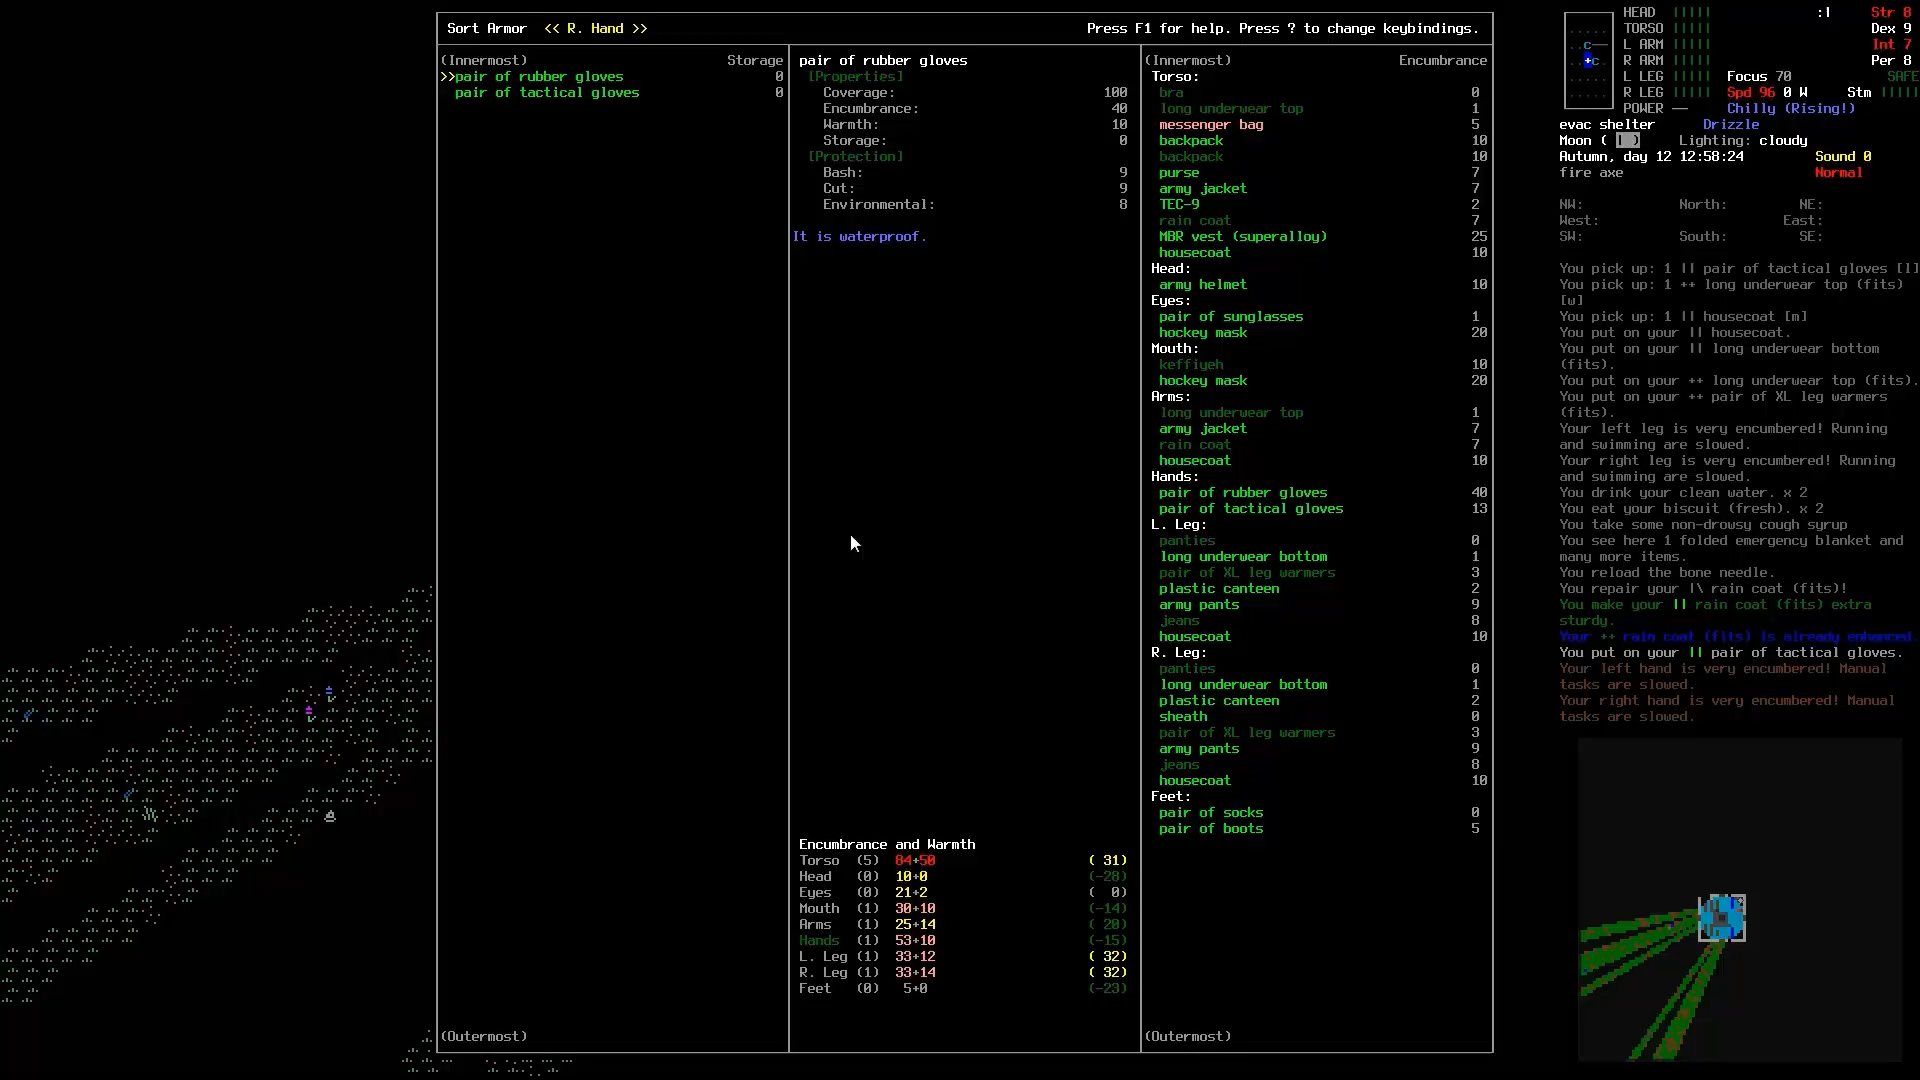 Sort Armor  << R. Hand >>  Press F1 for help. Press ? to change keybindings.
(Innermost)  Storage
>>pair of rubber gloves  0
pair of tactical gloves  0
(Outermost)
pair of rubber gloves
[Properties]
Coverage:  100
Encumbrance:  40
Warmth:  10
Storage:  0
[Protection]
Bash:  9
Cut:  9
Environmental:  8
It is waterproof.
Encumbrance and Warmth
Torso  (5)  84+50  ( 31)
Head  (0)  10+0  (-28)
Eyes  (0)  21+2  (  0)
Mouth  (1)  30+10  (-14)
Arms  (1)  25+14  ( 20)
Hands  (1)  53+10  (-15)
L. Leg (1)  33+12  ( 32)
R. Leg (1)  33+14  ( 32)
Feet  (0)  5+0  (-23)
(Innermost)  Encumbrance
Torso:
bra  0
long underwear top  1
messenger bag  5
backpack  10
backpack  10
purse  7
army jacket  7
TEC-9  2
rain coat  7
MBR vest (superalloy)  25
housecoat  10
Head:
army helmet  10
Eyes:
pair of sunglasses  1
hockey mask  20
Mouth:
keffiyeh  10
hockey mask  20
Arms:
long underwear top  1
army jacket  7
rain coat  7
housecoat  10
Hands:
pair of rubber gloves  40
pair of tactical gloves  13
L. Leg:
panties  0
long underwear bottom  1
pair of XL leg warmers  3
plastic canteen  2
army pants  9
jeans  8
housecoat  10
R. Leg:
panties  0
long underwear bottom  1
plastic canteen  2
sheath  0
pair of XL leg warmers  3
army pants  9
jeans  8
housecoat  10
Feet:
pair of socks  0
pair of boots  5
(Outermost)
HEAD  |||||  :|  Str 8
TORSO  |||||  Dex 9
L ARM  |||||  Int 7
R ARM  |||||  Per 8
L LEG  |||||  Focus 70  SAFE
R LEG  |||||  Spd 96 0 W  Stm  |||||
POWER —  Chilly (Rising!)
evac shelter  Drizzle
Moon ( | )  Lighting: cloudy
Autumn, day 12 12:58:24  Sound 0
fire axe  Normal
NW:  North:  NE:
West:  East:
SW:  South:  SE:
You pick up: 1 || pair of tactical gloves [l]
You pick up: 1 ++ long underwear top (fits)
[w]
You pick up: 1 || housecoat [m]
You put on your || housecoat.
You put on your || long underwear bottom
(fits).
You put on your ++ long underwear top (fits).
You put on your ++ pair of XL leg warmers
(fits).
Your left leg is very encumbered! Running
and swimming are slowed.
Your right leg is very encumbered! Running
and swimming are slowed.
You drink your clean water. x 2
You eat your biscuit (fresh). x 2
You take some non-drowsy cough syrup
You see here 1 folded emergency blanket and
many more items.
You reload the bone needle.
You repair your |\ rain coat (fits)!
You make your || rain coat (fits) extra
sturdy.
Your ++ rain coat (fits) is already enhanced.
You put on your || pair of tactical gloves.
Your left hand is very encumbered! Manual
tasks are slowed.
Your right hand is very encumbered! Manual
tasks are slowed.